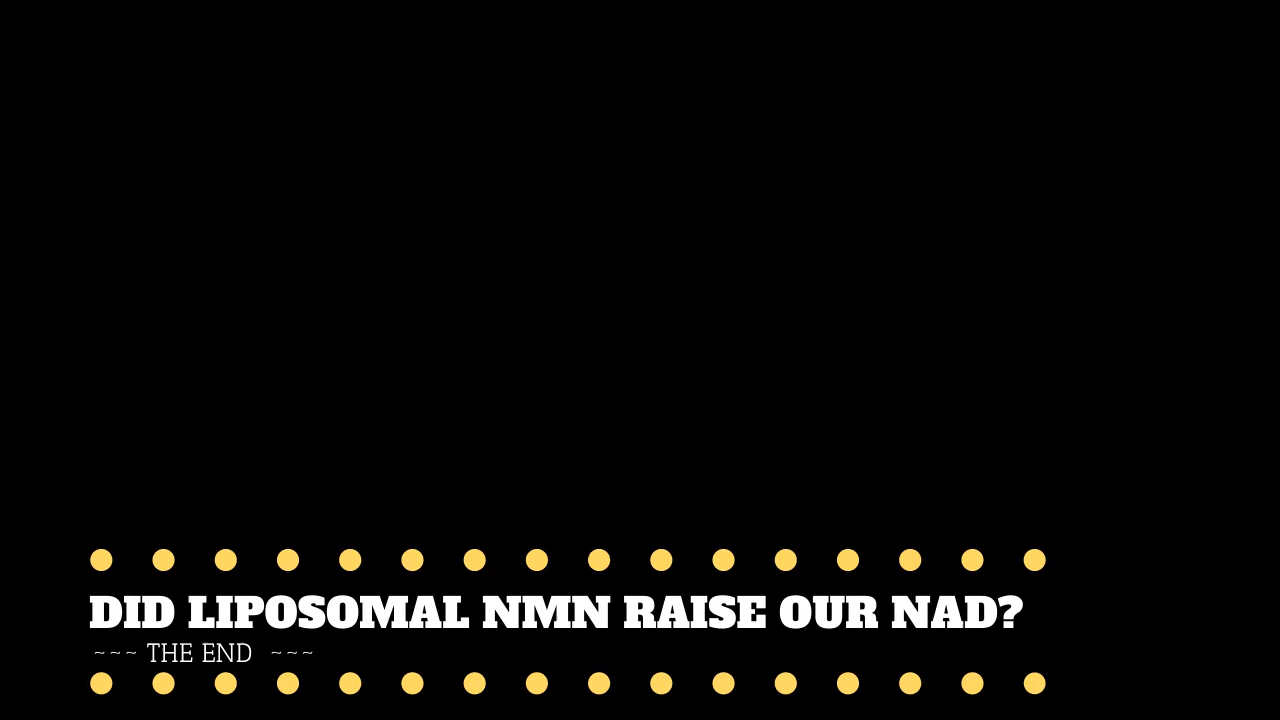 DID LIPOSOMAL NMN RAISE OUR NAD?
~~~ THE END ~~~